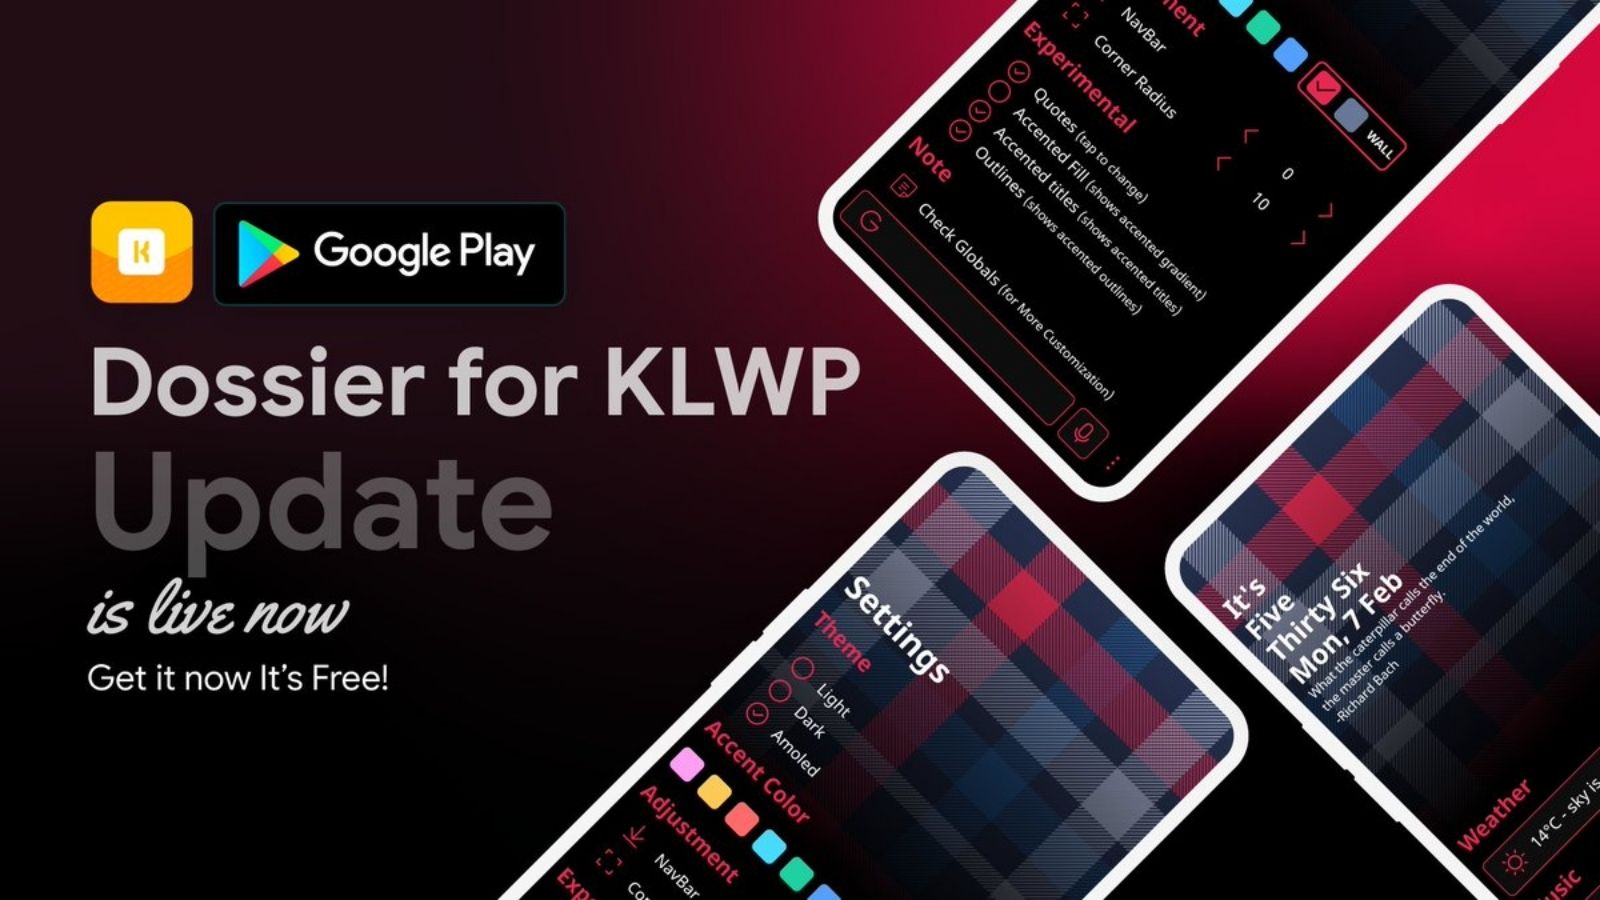 K
Google Play
Dossier for KLWP
Update
is live now
Get it now It's Free!
NavBar
Corner Radius
0
10
WALL
Experimental
Quotes (tap to change)
Accented Fill (shows accented gradient)
Accented titles (shows accented titles)
Outlines (shows accented outlines)
Note
Check Globals (for More Customization)
G
Settings
Theme
Light
Dark
Amoled
Accent Color
Adjustment
NavBar
It's
Five
Thirty Six
Mon, 7 Feb
What the caterpillar calls the end of the world,
the master calls a butterfly.
-Richard Bach
Weather
14°C - sky is